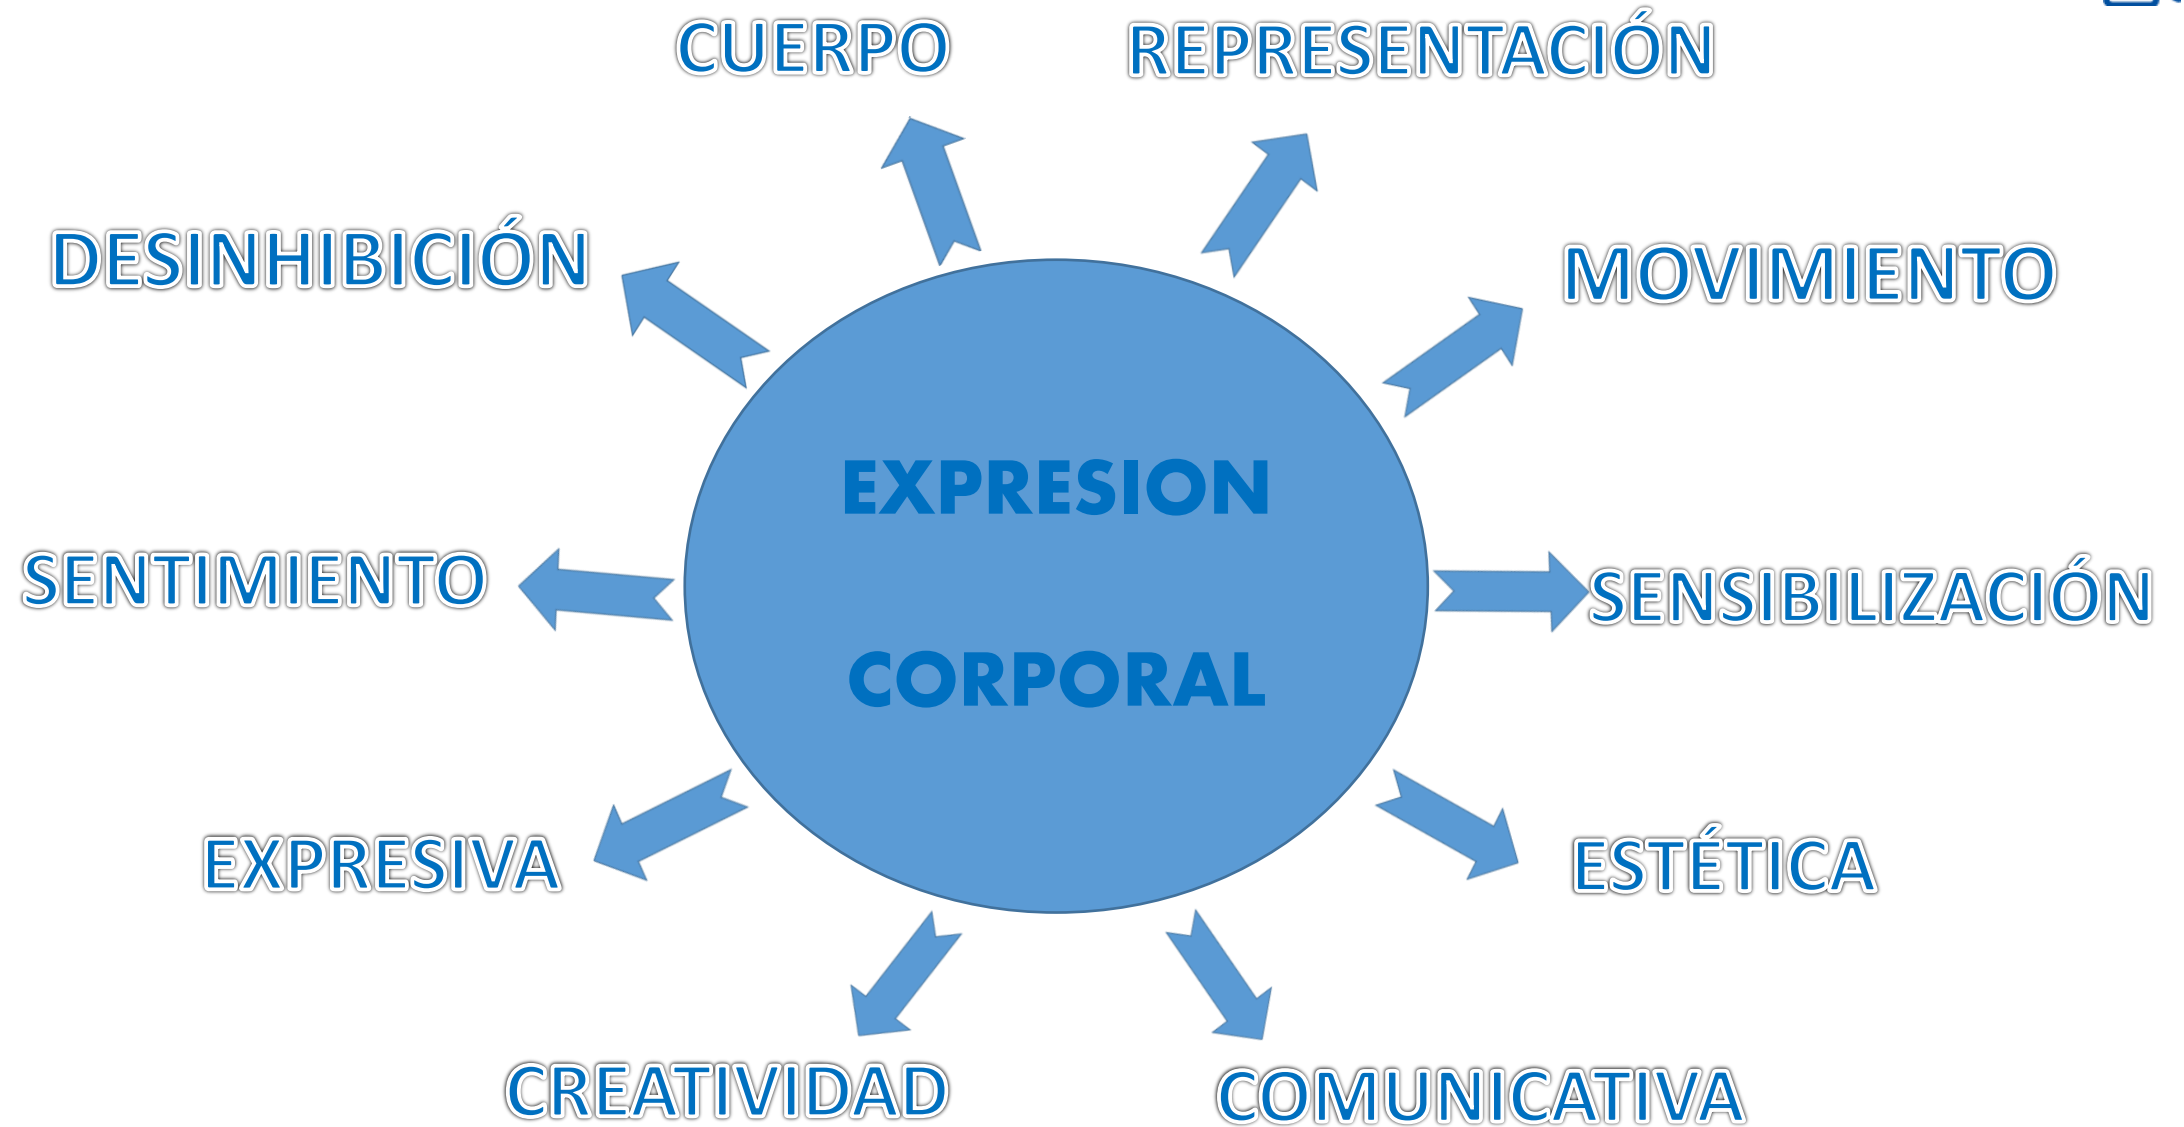 CUERPO
REPRESENTACIÓN
DESINHIBICIÓN
MOVIMIENTO
EXPRESION
CORPORAL
SENTIMIENTO
SENSIBILIZACIÓN
EXPRESIVA
ESTÉTICA
CREATIVIDAD
COMUNICATIVA